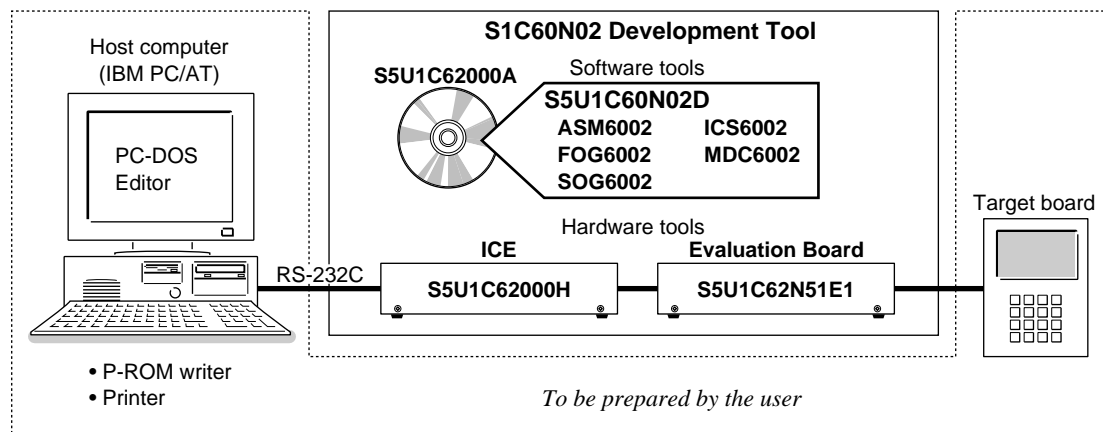 S1C60N02 Development Tool
Host computer
(IBM PC/AT)
PC-DOS
Editor
• P-ROM writer
• Printer
Software tools
S5U1C62000A
S5U1C60N02D
ASM6002 ICS6002
FOG6002 MDC6002
SOG6002
Hardware tools
ICE Evaluation Board
RS-232C
S5U1C62000H S5U1C62N51E1
Target board
To be prepared by the user